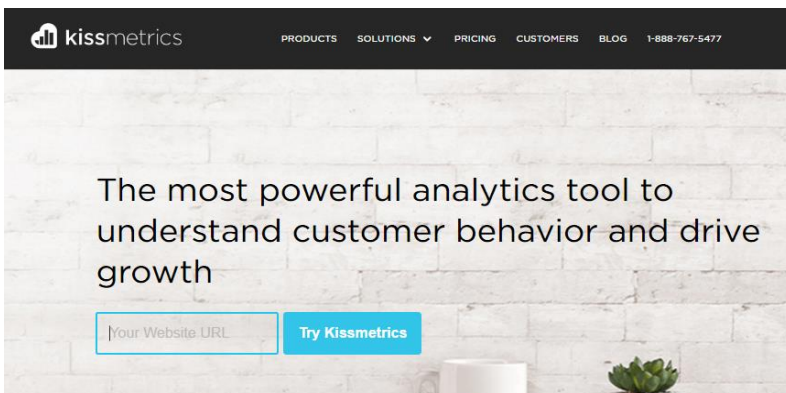 kissmetrics
PRODUCTS SOLUTIONS PRICING CUSTOMERS BLOG 1-888-767-5477
The most powerful analytics tool to
understand customer behavior and drive
growth
Your Website URL Try Kissmetrics